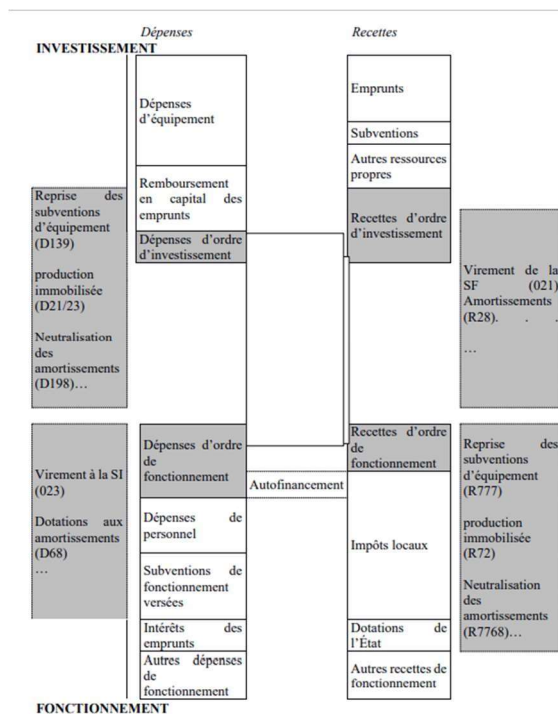 Dépenses
Recettes
INVESTISSEMENT
Dépenses
d’équipement
Remboursement
en capital des
emprunts
Dépenses d’ordre
d’investissement
Emprunts
Subventions
Autres ressources
propres
Recettes d’ordre
d’investissement
Reprise des
subventions
d’équipement
(D139)
production
immobilisée
(D21/23)
Neutralisation
des
amortissements
(D198)…
Virement de la
SF (021)
Amortissements
(R28). . .
…
Virement à la SI
(023)
Dotations aux
amortissements
(D68)
…
Dépenses d’ordre
de
fonctionnement
Dépenses de
personnel
Subventions de
fonctionnement
versées
Intérêts des
emprunts
Autres dépenses
de
fonctionnement
Autofinancement
Recettes d’ordre
de
fonctionnement
Impôts locaux
Dotations de
l’État
Autres recettes de
fonctionnement
Reprise des
subventions
d’équipement
(R777)
production
immobilisée
(R72)
Neutralisation
des
amortissements
(R7768)…
FONCTIONNEMENT